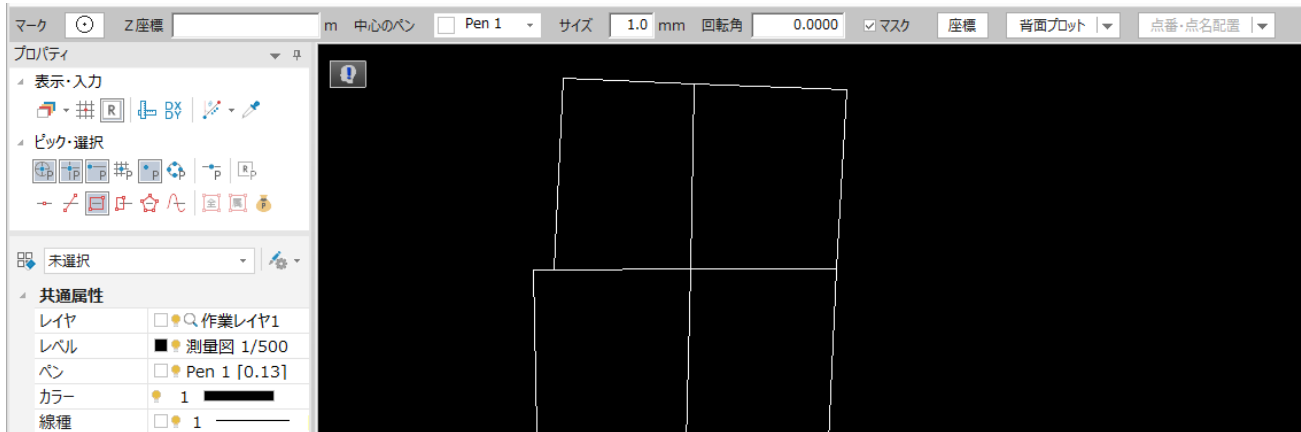 マーク Z座標 m 中心のペン Pen 1 サイズ 1.0 mm 回転角 0.0000 マスク 座標 背面プロット 点番・点名配置
プロパティ
表示・入力
R DX DY
ピック・選択
P P P P P P P R P
全 属 P
未選択
共通属性
レイヤ 作業レイヤ1
レベル 測量図 1/500
ペン Pen 1 [0.13]
カラー 1
線種 1